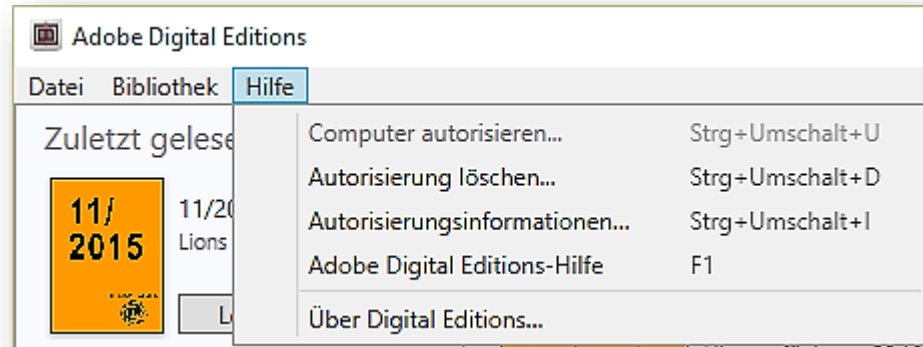 Adobe Digital Editions
Datei Bibliothek Hilfe
Zuletzt gelese
Computer autorisieren... Strg+Umschalt+U
Autorisierung löschen... Strg+Umschalt+D
Autorisierungsinformationen... Strg+Umschalt+I
Adobe Digital Editions-Hilfe F1
Über Digital Editions...
11/
2015
11/20
Lions
L